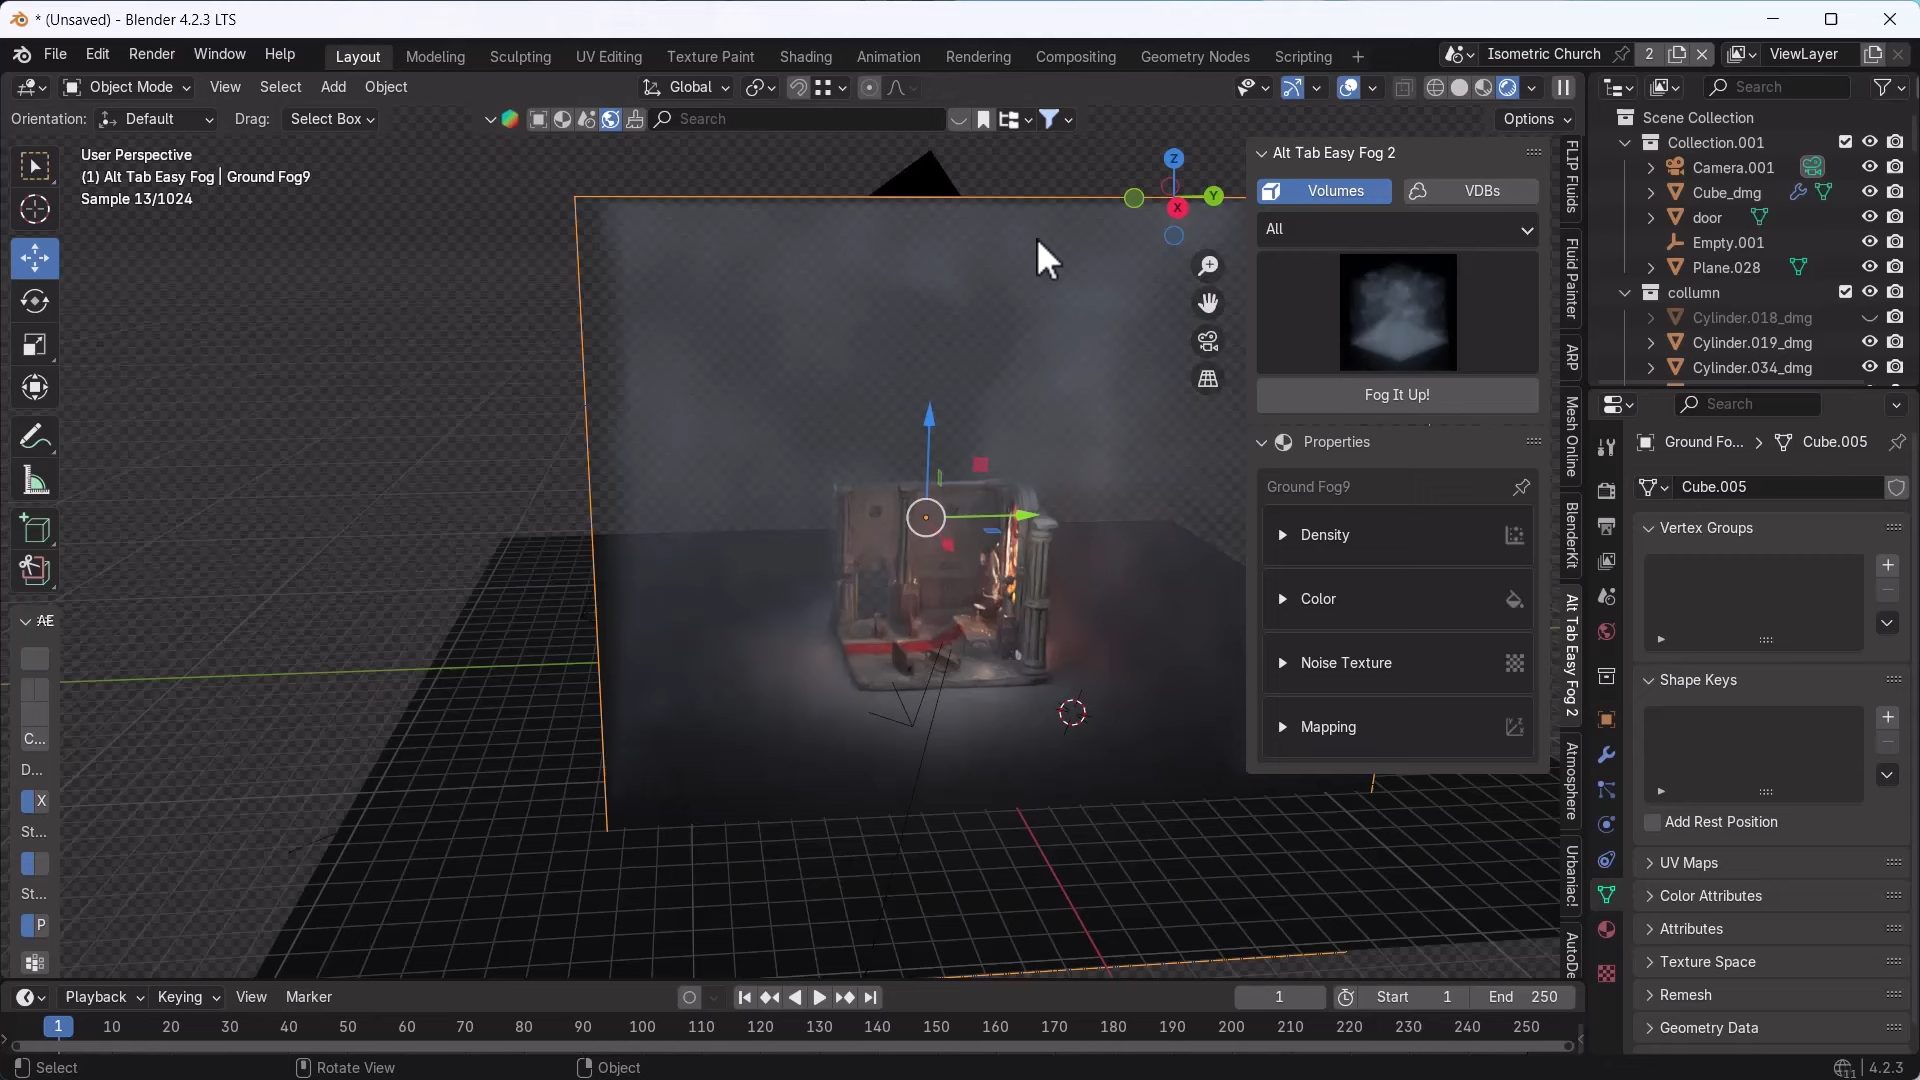 * (Unsaved) - Blender 4.2.3 LTS
File Edit Render Window Help
Layout Modeling Sculpting UV Editing Texture Paint Shading Animation Rendering Compositing Geometry Nodes Scripting +
Isometric Church 2 ViewLayer
Object Mode View Select Add Object Global
Search
Orientation: Default Drag: Select Box Search Options
User Perspective
(1) Alt Tab Easy Fog | Ground Fog9
Sample 13/1024
Z
Y
X
Alt Tab Easy Fog 2
Volumes VDBs
All
Fog It Up!
Properties
Ground Fog9
Density
Color
Noise Texture
Mapping
FLIP Fluids
Fluid Painter
ARP
Mesh Online
BlenderKit
Alt Tab Easy Fog 2
Atmosphere
Urbaniac!
AutoDe
Scene Collection
Collection.001
Camera.001
Cube_dmg
door
Empty.001
Plane.028
collumn
Cylinder.018_dmg
Cylinder.019_dmg
Cylinder.034_dmg
Search
Ground Fo... > Cube.005
Cube.005
Vertex Groups
Shape Keys
Add Rest Position
UV Maps
Color Attributes
Attributes
Texture Space
Remesh
Geometry Data
AE
C...
D...
X
St...
St...
P
Playback Keying View Marker 1 Start 1 End 250
1 10 20 30 40 50 60 70 80 90 100 110 120 130 140 150 160 170 180 190 200 210 220 230 240 250
Select Rotate View Object 11 4.2.3